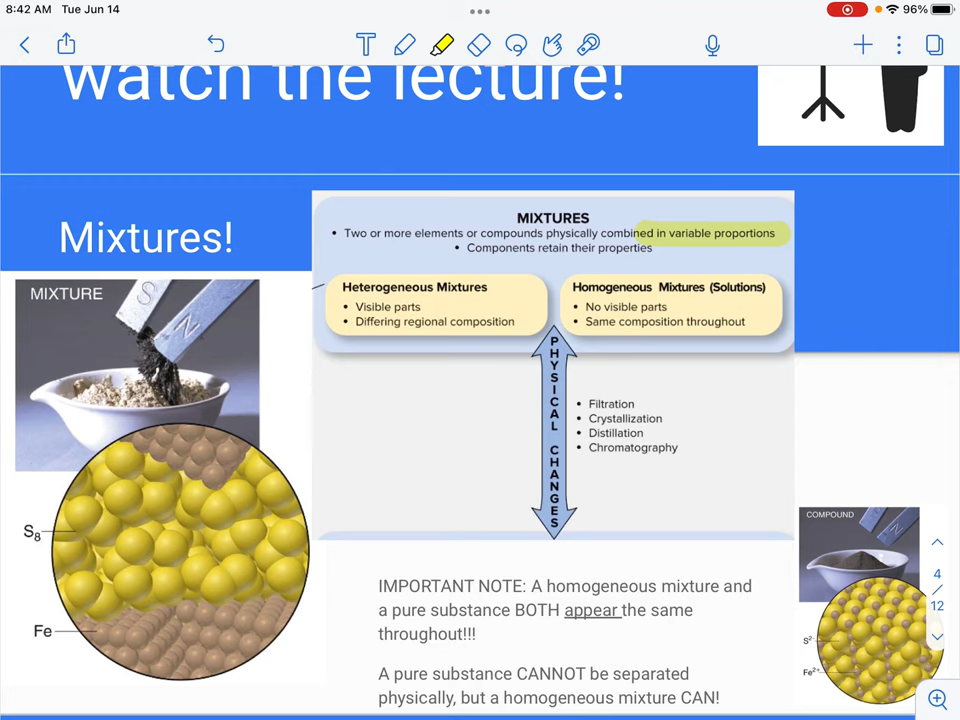 8:42 AM Tue Jun 14
96%
watch the lecture!
Mixtures!
MIXTURES
• Two or more elements or compounds physically combined in variable proportions
• Components retain their properties
Heterogeneous Mixtures
• Visible parts
• Differing regional composition
Homogeneous Mixtures (Solutions)
• No visible parts
• Same composition throughout
PHYSICAL CHANGES
• Filtration
• Crystallization
• Distillation
• Chromatography
MIXTURE
S
N
S8
Fe
IMPORTANT NOTE: A homogeneous mixture and
a pure substance BOTH appear the same
throughout!!!
A pure substance CANNOT be separated
physically, but a homogeneous mixture CAN!
COMPOUND
S
N
S2-
Fe2+
4
/
12